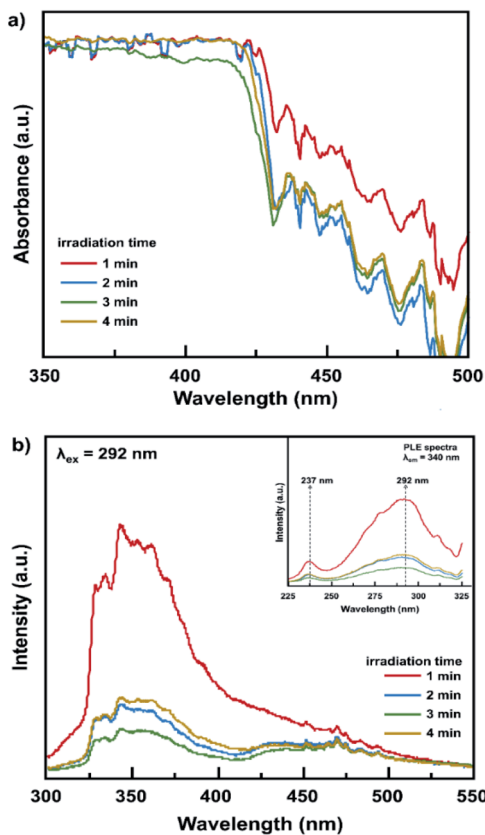 a)
Absorbance (a.u.)
irradiation time
1 min
2 min
3 min
4 min
350 400 450 500
Wavelength (nm)
b)
λex = 292 nm
PLE spectra
λem = 340 nm
237 nm 292 nm
Intensity (a.u.)
225 250 275 300 325
Wavelength (nm)
Intensity (a.u.)
irradiation time
1 min
2 min
3 min
4 min
300 350 400 450 500 550
Wavelength (nm)